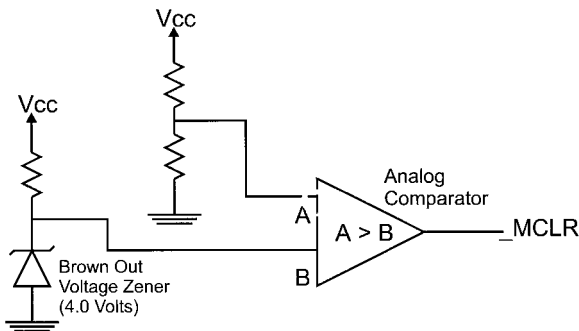 Vcc
Vcc
Analog
Comparator
A
A > B
_MCLR
B
Brown Out
Voltage Zener
(4.0 Volts)